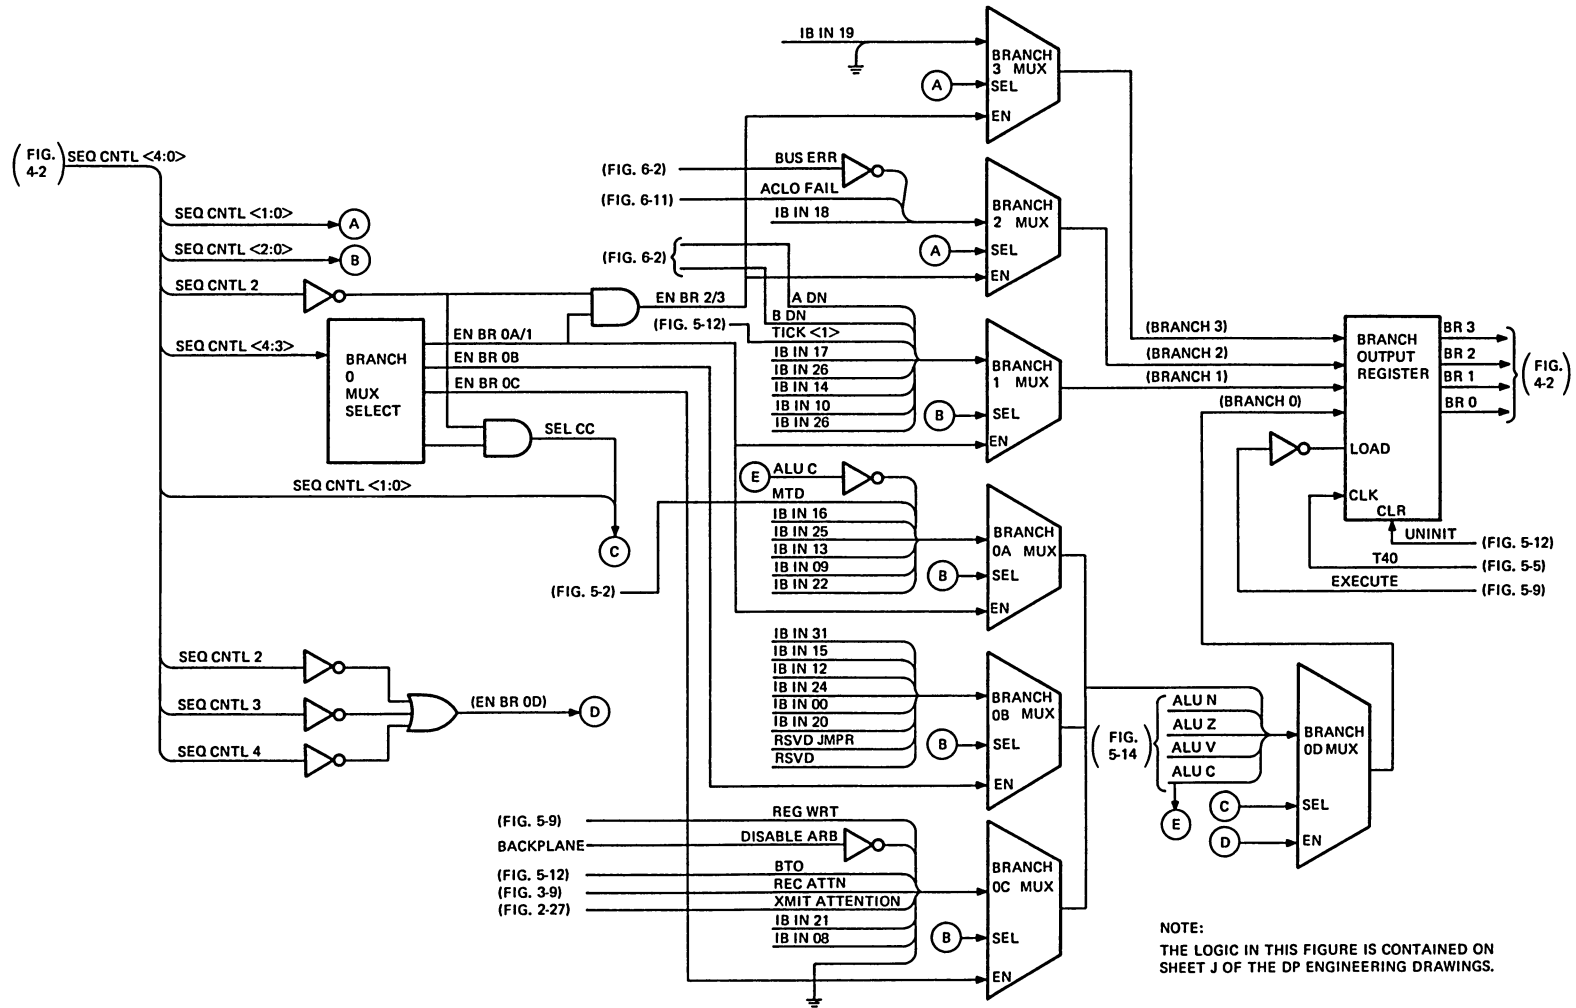 (FIG. 4-2)
SEQ CNTL <4:0>
SEQ CNTL <1:0>
A
SEQ CNTL <2:0>
B
SEQ CNTL 2
SEQ CNTL <4:3>
BRANCH
0
MUX
SELECT
EN BR 0A/1
EN BR 0B
EN BR 0C
EN BR 2/3
SEL CC
SEQ CNTL <1:0>
C
SEQ CNTL 2
SEQ CNTL 3
SEQ CNTL 4
(EN BR 0D)
D
IB IN 19
A
BRANCH
3 MUX
SEL
EN
(FIG. 6-2)
BUS ERR
(FIG. 6-11)
ACLO FAIL
IB IN 18
A
BRANCH
2 MUX
SEL
EN
(FIG. 6-2)
A DN
B DN
(FIG. 5-12)
TICK <1>
IB IN 17
IB IN 26
IB IN 14
IB IN 10
IB IN 26
B
BRANCH
1 MUX
SEL
EN
E
ALU C
MTD
IB IN 16
IB IN 25
IB IN 13
IB IN 09
IB IN 22
(FIG. 5-2)
B
BRANCH
0A MUX
SEL
EN
IB IN 31
IB IN 15
IB IN 12
IB IN 24
IB IN 00
IB IN 20
RSVD JMPR
RSVD
B
BRANCH
0B MUX
SEL
EN
(FIG. 5-9)
REG WRT
BACKPLANE
DISABLE ARB
(FIG. 5-12)
BTO
(FIG. 3-9)
REC ATTN
(FIG. 2-27)
XMIT ATTENTION
IB IN 21
IB IN 08
B
BRANCH
0C MUX
SEL
EN
(FIG. 5-14)
ALU N
ALU Z
ALU V
ALU C
E
C
D
BRANCH
0D MUX
SEL
EN
(BRANCH 3)
(BRANCH 2)
(BRANCH 1)
(BRANCH 0)
BRANCH
OUTPUT
REGISTER
LOAD
CLK
CLR
BR 3
BR 2
BR 1
BR 0
(FIG. 4-2)
UNINIT
(FIG. 5-12)
T40
(FIG. 5-5)
EXECUTE
(FIG. 5-9)
NOTE:
THE LOGIC IN THIS FIGURE IS CONTAINED ON
SHEET J OF THE DP ENGINEERING DRAWINGS.